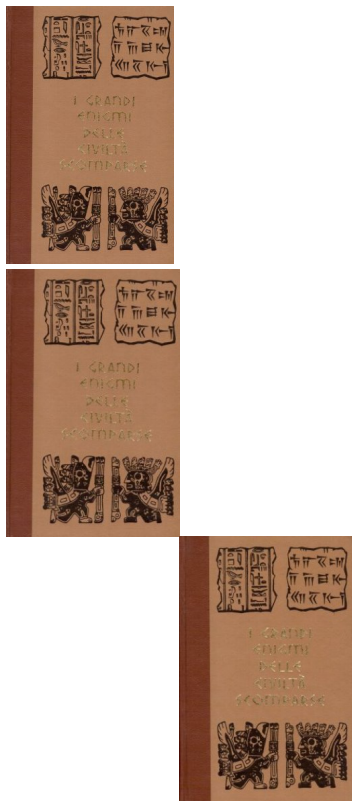 I GRANDI
ENIGMI
DELLE
CIVILTÀ
SCOMPARSE
I GRANDI
ENIGMI
DELLE
CIVILTÀ
SCOMPARSE
I GRANDI
ENIGMI
DELLE
CIVILTÀ
SCOMPARSE